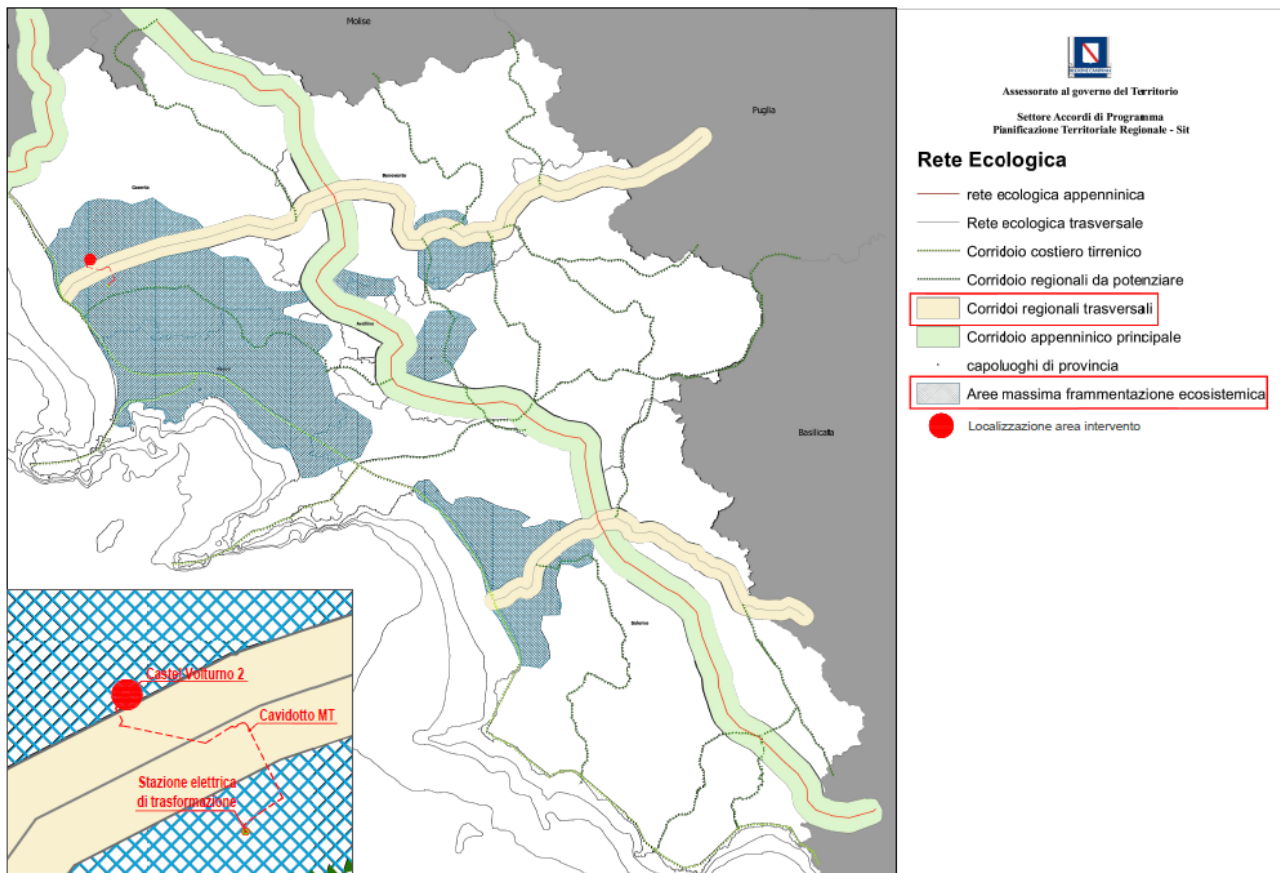 Molise
Puglia
Caserta
Benevento
Avellino
Napoli
Basilicata
Salerno
Castel Volturno 2
Cavidotto MT
Stazione elettrica
di trasformazione
REGIONE CAMPANIA
Assessorato al governo del Territorio
Settore Accordi di Programma
Pianificazione Territoriale Regionale - Sit
Rete Ecologica
rete ecologica appenninica
Rete ecologica trasversale
Corridoio costiero tirrenico
Corridoio regionali da potenziare
Corridoi regionali trasversali
Corridoio appenninico principale
capoluoghi di provincia
Aree massima frammentazione ecosistemica
Localizzazione area intervento